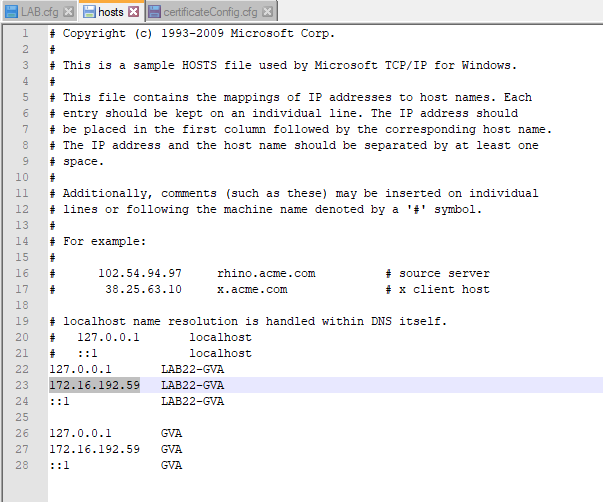 LAB.cfg hosts certificateConfig.cfg
1 # Copyright (c) 1993-2009 Microsoft Corp.
2 #
3 # This is a sample HOSTS file used by Microsoft TCP/IP for Windows.
4 #
5 # This file contains the mappings of IP addresses to host names. Each
6 # entry should be kept on an individual line. The IP address should
7 # be placed in the first column followed by the corresponding host name.
8 # The IP address and the host name should be separated by at least one
9 # space.
10 #
11 # Additionally, comments (such as these) may be inserted on individual
12 # lines or following the machine name denoted by a '#' symbol.
13 #
14 # For example:
15 #
16 #      102.54.94.97     rhino.acme.com          # source server
17 #       38.25.63.10     x.acme.com              # x client host
18
19 # localhost name resolution is handled within DNS itself.
20 #   127.0.0.1       localhost
21 #   ::1             localhost
22 127.0.0.1       LAB22-GVA
23 172.16.192.59   LAB22-GVA
24 ::1             LAB22-GVA
25
26 127.0.0.1       GVA
27 172.16.192.59   GVA
28 ::1             GVA